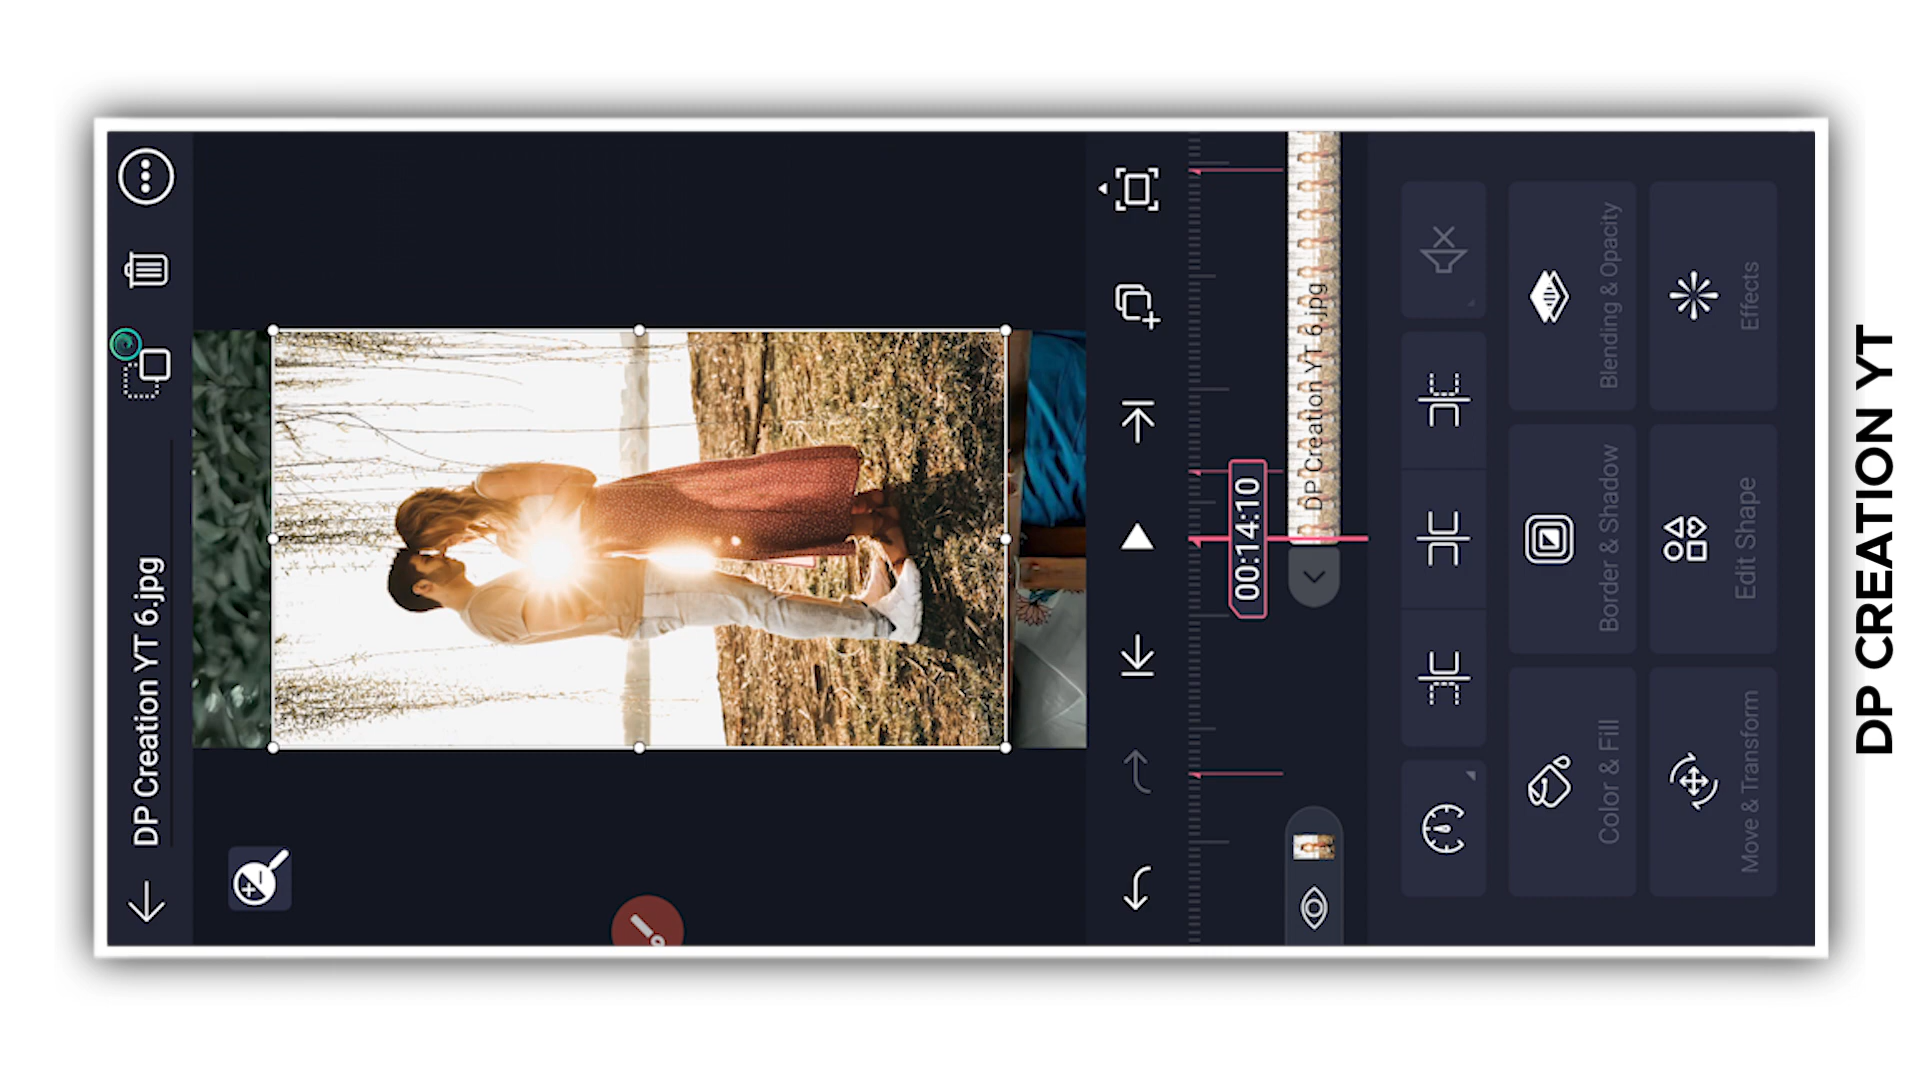 DP Creation YT 6.jpg
00:14:10
DP Creation YT 6.jpg
Color & Fill
Border & Shadow
Blending & Opacity
Move & Transform
Edit Shape
Effects
DP CREATION YT